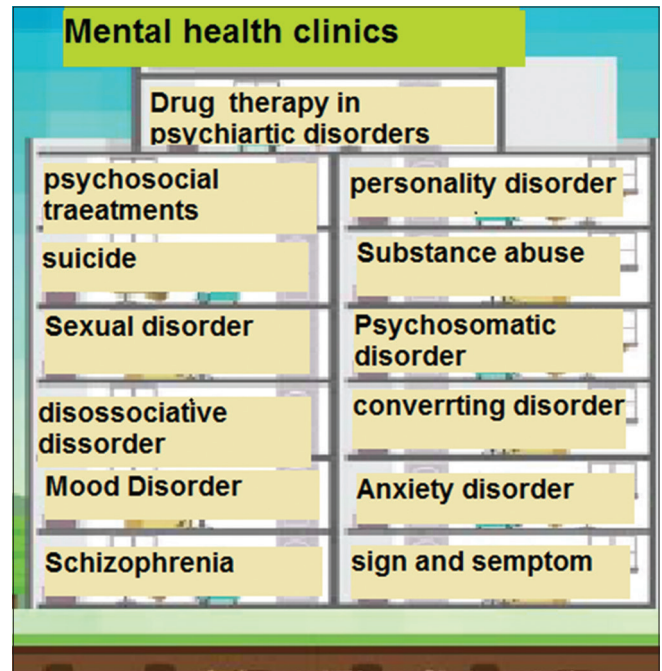 Mental health clinics
Drug therapy in
psychiartic disorders
psychosocial
traeatments
personality disorder
suicide
Substance abuse
Sexual disorder
Psychosomatic
disorder
disossociative
dissorder
converrting disorder
Mood Disorder
Anxiety disorder
Schizophrenia
sign and semptom